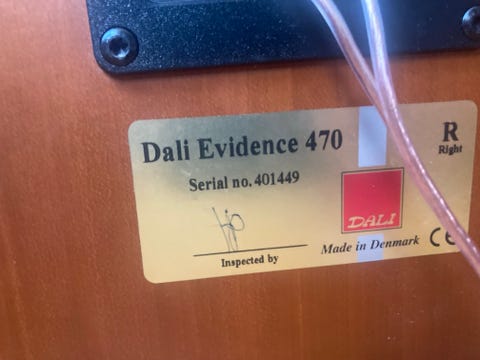 Dali Evidence 470
R
Right
Serial no. 401449
DALI
Inspected by
Made in Denmark CE